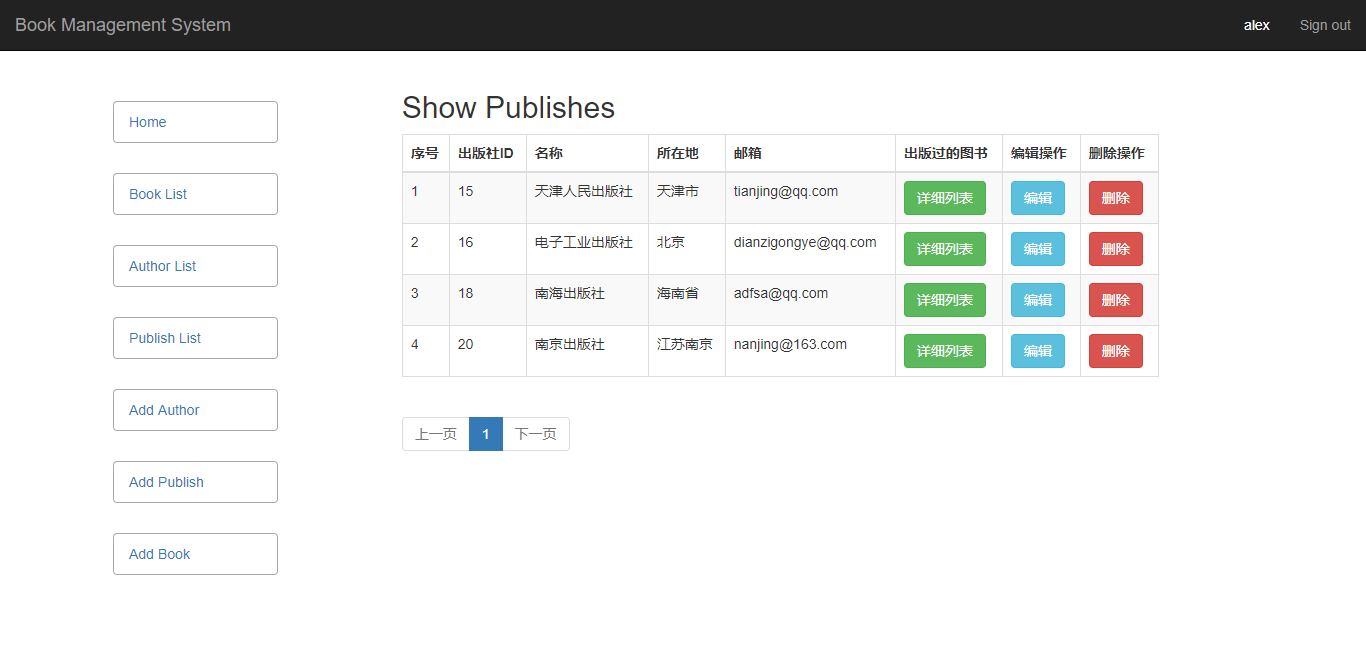 Book Management System alex Sign out
Home
Book List
Author List
Publish List
Add Author
Add Publish
Add Book
Show Publishes
序号 出版社ID 名称 所在地 邮箱 出版过的图书 编辑操作 删除操作
1 15 天津人民出版社 天津市 tianjing@qq.com 详细列表 编辑 删除
2 16 电子工业出版社 北京 dianzigongye@qq.com 详细列表 编辑 删除
3 18 南海出版社 海南省 adfsa@qq.com 详细列表 编辑 删除
4 20 南京出版社 江苏南京 nanjing@163.com 详细列表 编辑 删除
上一页 1 下一页